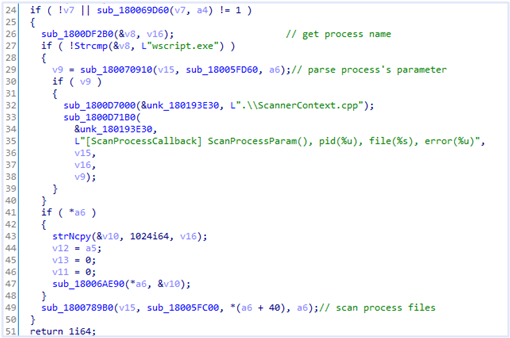 24 if ( !v7 || sub_180069D60(v7, a4) != 1 )
25 {
26 sub_1800DF2B0(&v8, v16); // get process name
27 if ( !Strcmp(&v8, L"wscript.exe") )
28 {
29 v9 = sub_180070910(v15, sub_18005FD60, a6);// parse process's parameter
30 if ( v9 )
31 {
32 sub_1800D7000(&unk_180193E30, L".\\ScannerContext.cpp");
33 sub_1800D71B0(
34 &unk_180193E30,
35 L"[ScanProcessCallback] ScanProcessParam(), pid(%u), file(%s), error(%u)",
36 v15,
37 v16,
38 v9);
39 }
40 }
41 if ( *a6 )
42 {
43 strNcpy(&v10, 1024i64, v16);
44 v12 = a5;
45 v13 = 0;
46 v11 = 0;
47 sub_18006AE90(*a6, &v10);
48 }
49 sub_1800789B0(v15, sub_18005FC00, *(a6 + 40), a6);// scan process files
50 }
51 return 1i64;